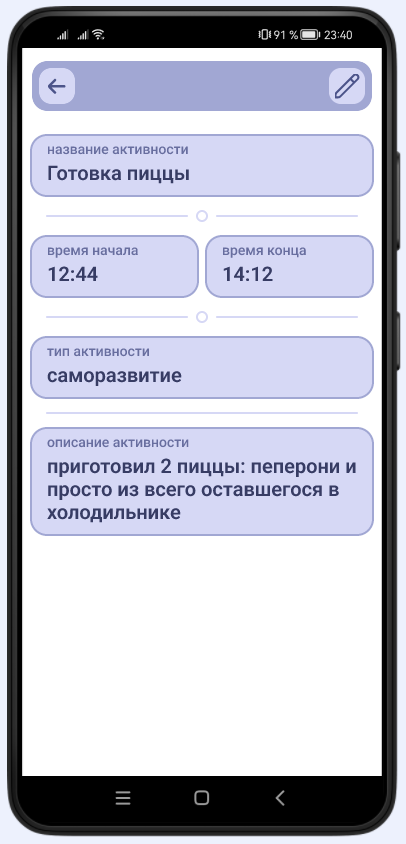 91 % 23:40
название активности
Готовка пиццы
время начала
12:44
время конца
14:12
тип активности
саморазвитие
описание активности
приготовил 2 пиццы: пеперони и
просто из всего оставшегося в
холодильнике